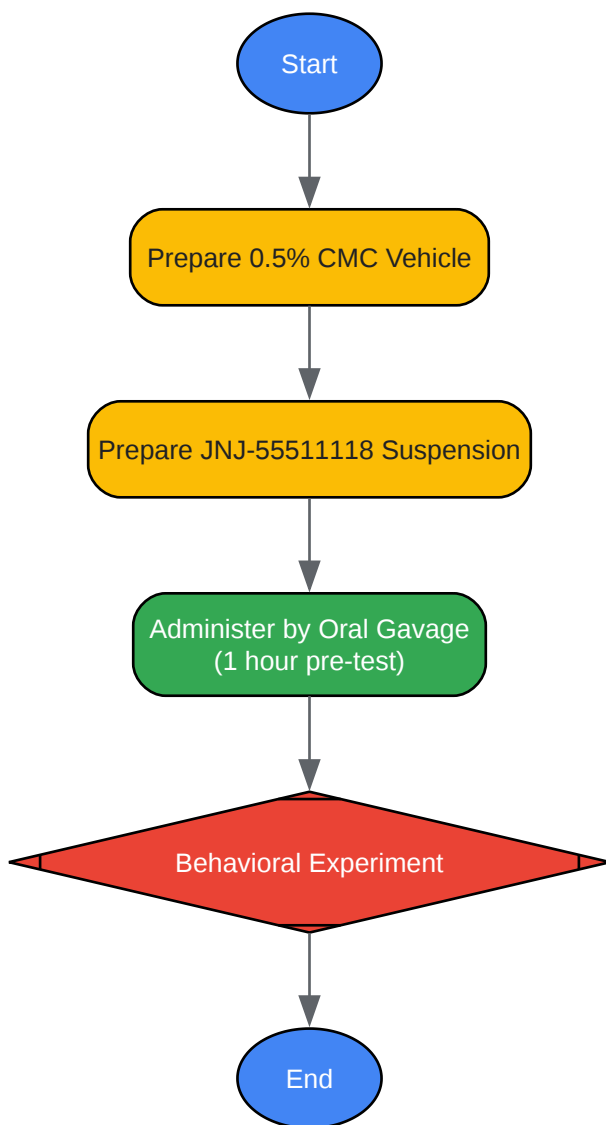 Start
Prepare 0.5% CMC Vehicle
Prepare JNJ-55511118 Suspension
Administer by Oral Gavage
(1 hour pre-test)
Behavioral Experiment
End